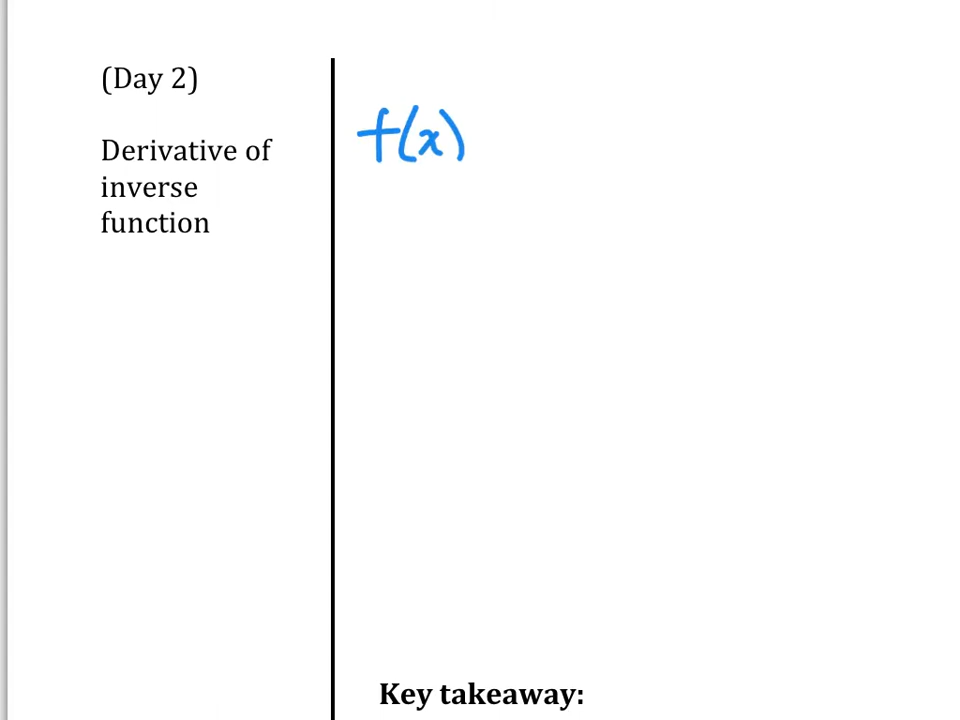 (Day 2)
Derivative of
inverse
function
f(x)
Key takeaway: